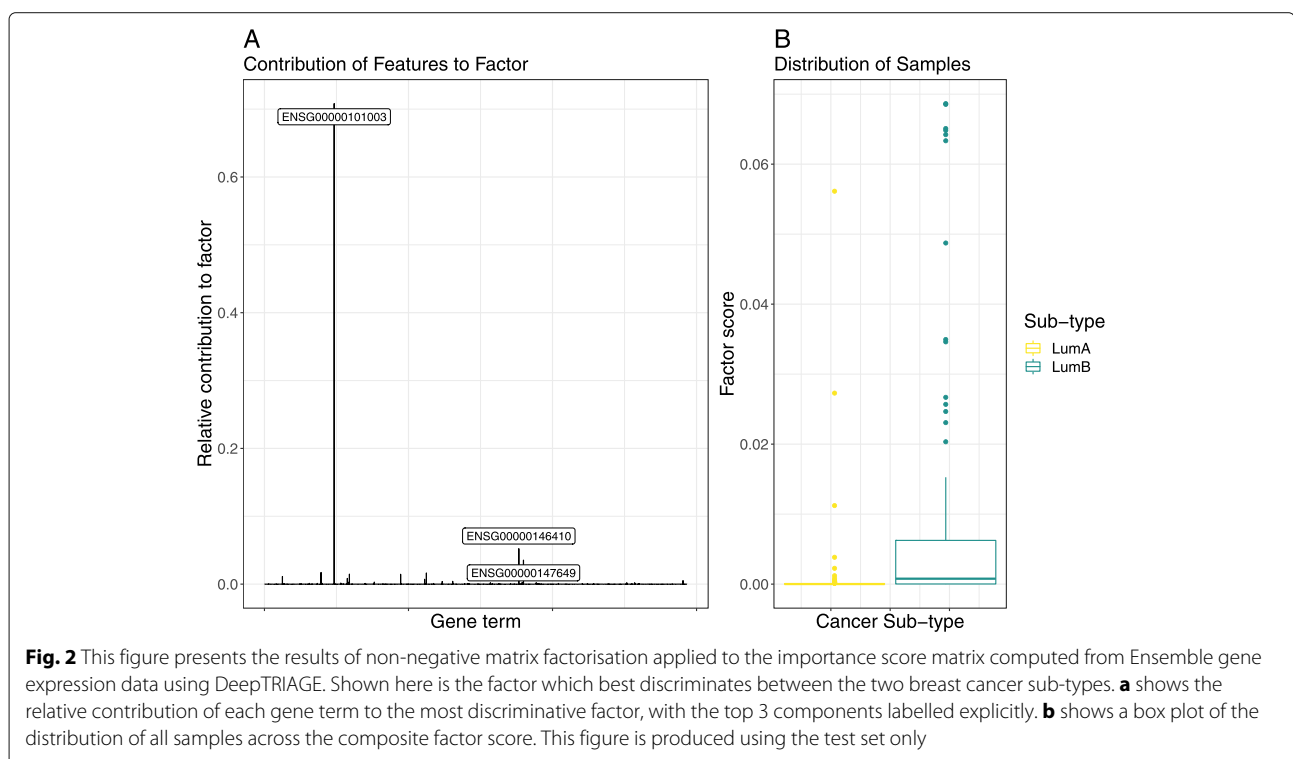 A
Contribution of Features to Factor
ENSG00000101003
ENSG00000146410
ENSG00000147649
0.6
0.4
0.2
0.0
Relative contribution to factor
Gene term
B
Distribution of Samples
0.06
0.04
0.02
0.00
Factor score
Cancer Sub−type
Sub−type
LumA
LumB
Fig. 2 This figure presents the results of non-negative matrix factorisation applied to the importance score matrix computed from Ensemble gene
expression data using DeepTRIAGE. Shown here is the factor which best discriminates between the two breast cancer sub-types. a shows the
relative contribution of each gene term to the most discriminative factor, with the top 3 components labelled explicitly. b shows a box plot of the
distribution of all samples across the composite factor score. This figure is produced using the test set only